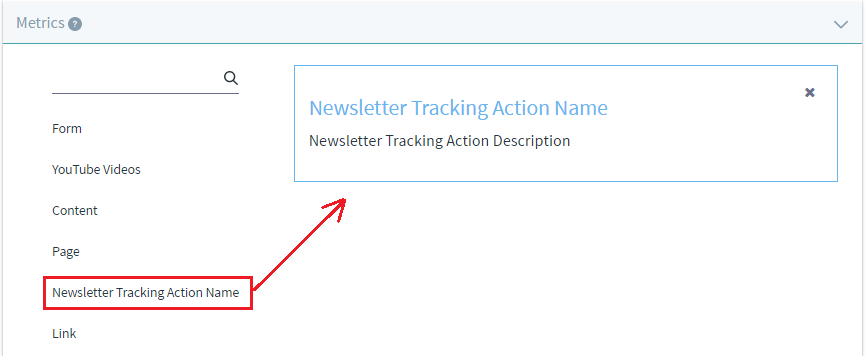 Metrics ?
Form
YouTube Videos
Content
Page
Newsletter Tracking Action Name
Link
Newsletter Tracking Action Name
Newsletter Tracking Action Description